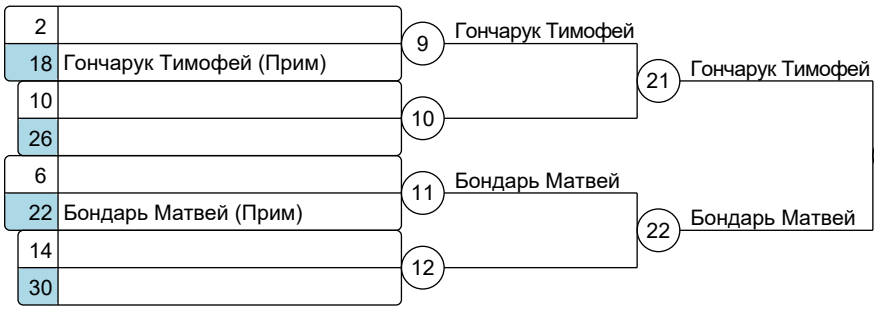 2
18 Гончарук Тимофей (Прим)
9 Гончарук Тимофей
10
26
10
21 Гончарук Тимофей
6
22 Бондарь Матвей (Прим)
11 Бондарь Матвей
14
30
12
22 Бондарь Матвей